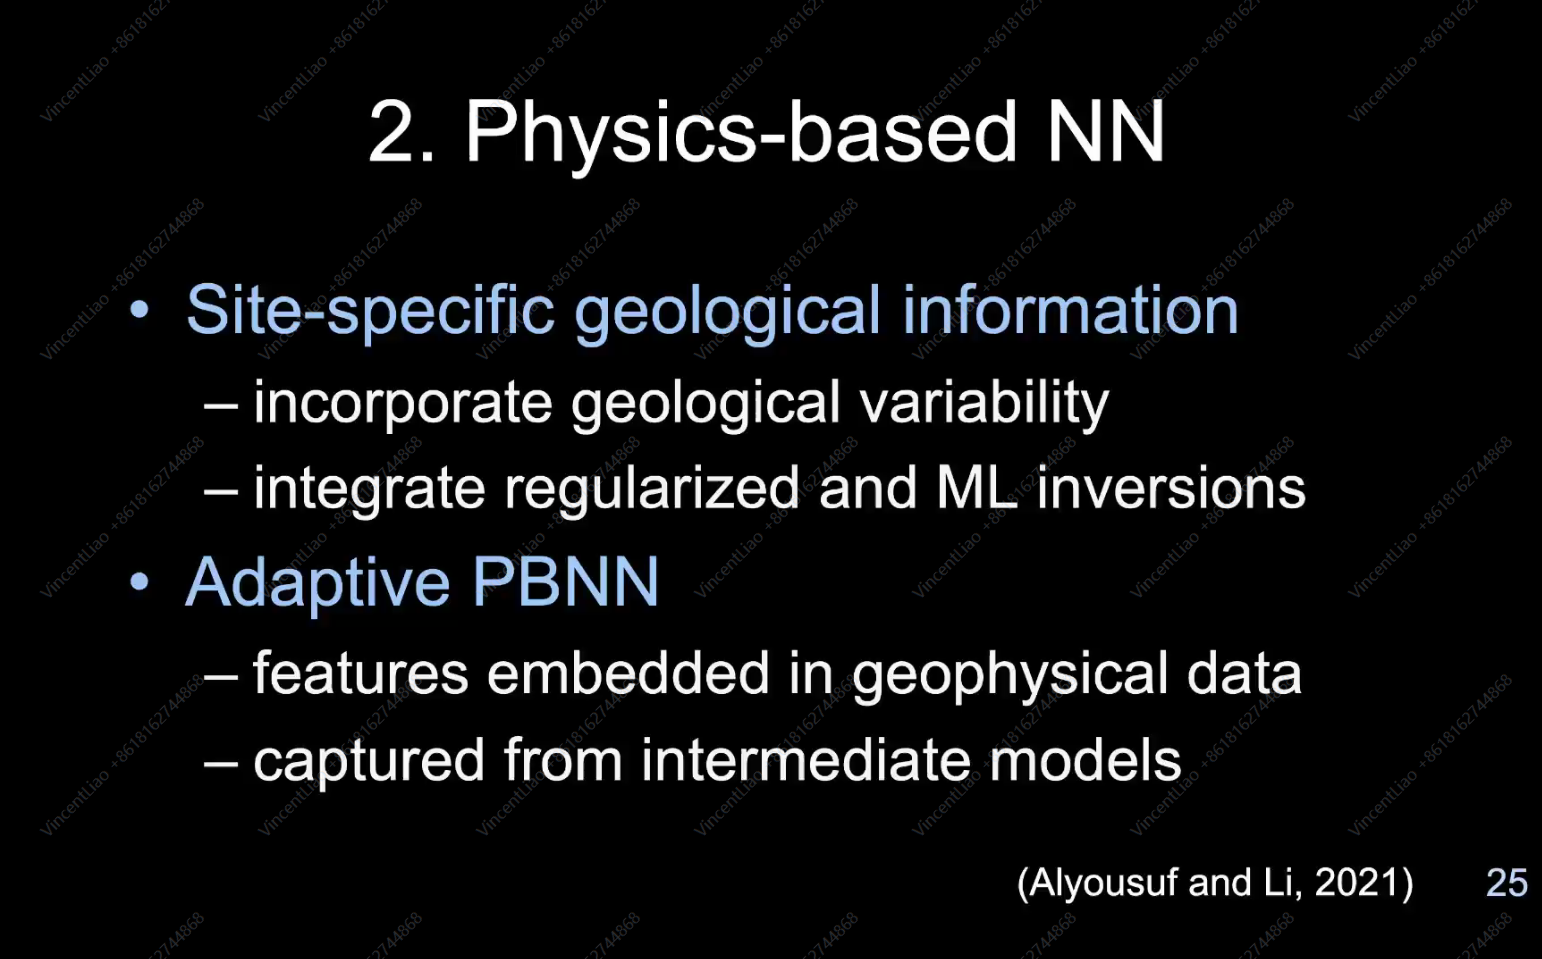 2. Physics-based NN
• Site-specific geological information
– incorporate geological variability
– integrate regularized and ML inversions
• Adaptive PBNN
– features embedded in geophysical data
– captured from intermediate models
(Alyousuf and Li, 2021)
25
VincentLiao +8618162744868